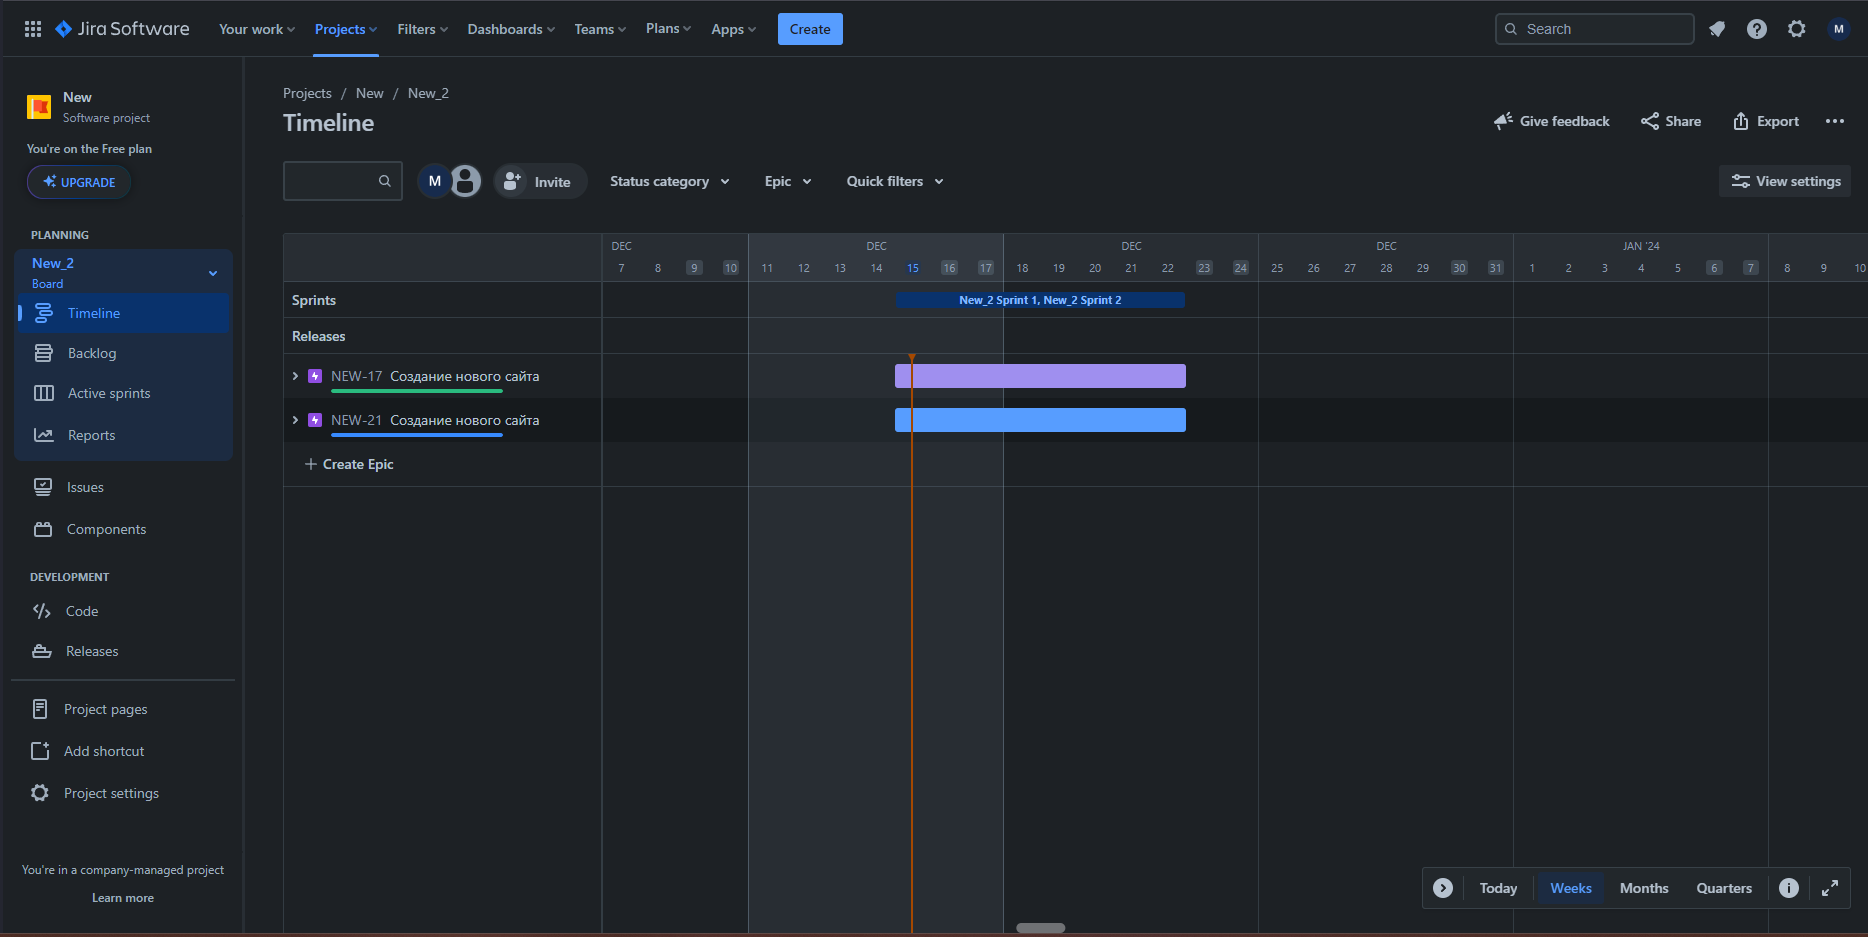 Jira Software
Your work
Projects
Filters
Dashboards
Teams
Plans
Apps
Create
Search
M
New
Software project
You're on the Free plan
UPGRADE
PLANNING
New_2
Board
Timeline
Backlog
Active sprints
Reports
Issues
Components
DEVELOPMENT
Code
Releases
Project pages
Add shortcut
Project settings
You're in a company-managed project
Learn more
Projects / New / New_2
Timeline
Give feedback
Share
Export
M
Invite
Status category
Epic
Quick filters
View settings
DEC DEC DEC DEC JAN '24
7 8 9 10 11 12 13 14 15 16 17 18 19 20 21 22 23 24 25 26 27 28 29 30 31 1 2 3 4 5 6 7 8 9 10
Sprints
New_2 Sprint 1, New_2 Sprint 2
Releases
NEW-17 Создание нового сайта
NEW-21 Создание нового сайта
+ Create Epic
Today
Weeks
Months
Quarters